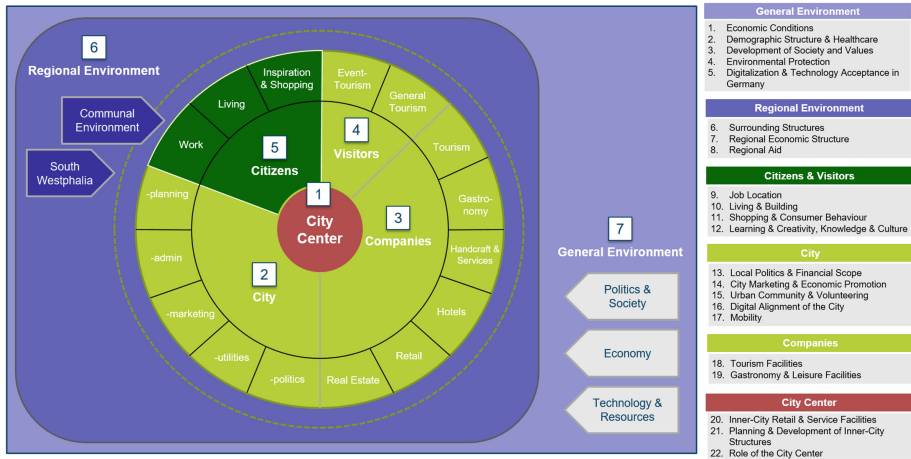 6
Regional Environment
Communal
Environment
South
Westphalia
Inspiration
& Shopping
Living
Work
5
Citizens
Event-
Tourism
General
Tourism
4
Visitors
1
City
Center
Tourism
Gastro-
nomy
Handcraft &
Services
Hotels
Retail
Real Estate
3
Companies
-planning
-admin
-marketing
-utilities
-politics
2
City
7
General Environment
Politics &
Society
Economy
Technology &
Resources
General Environment
1. Economic Conditions
2. Demographic Structure & Healthcare
3. Development of Society and Values
4. Environmental Protection
5. Digitalization & Technology Acceptance in
Germany
Regional Environment
6. Surrounding Structures
7. Regional Economic Structure
8. Regional Aid
Citizens & Visitors
9. Job Location
10. Living & Building
11. Shopping & Consumer Behaviour
12. Learning & Creativity, Knowledge & Culture
City
13. Local Politics & Financial Scope
14. City Marketing & Economic Promotion
15. Urban Community & Volunteering
16. Digital Alignment of the City
17. Mobility
Companies
18. Tourism Facilities
19. Gastronomy & Leisure Facilities
City Center
20. Inner-City Retail & Service Facilities
21. Planning & Development of Inner-City
Structures
22. Role of the City Center